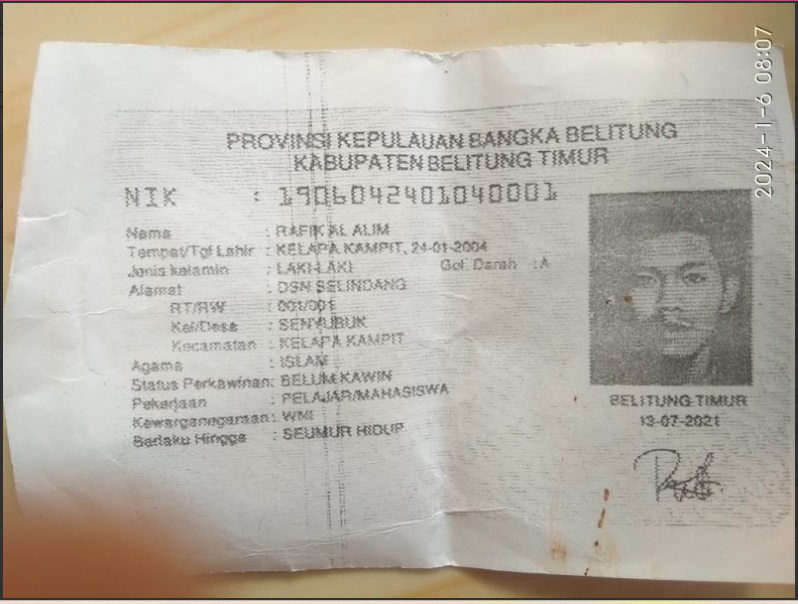 PROVINSI KEPULAUAN BANGKA BELITUNG
KABUPATEN BELITUNG TIMUR
NIK : 1906042401040001
Nama : RAFIK AL ALIM
Tempat/Tgl Lahir : KELAPA KAMPIT, 24-01-2004
Jenis kelamin : LAKI-LAKI Gol. Darah : A
Alamat : DSN SELINDANG
RT/RW : 001/001
Kel/Desa : SENYUBUK
Kecamatan : KELAPA KAMPIT
Agama : ISLAM
Status Perkawinan: BELUM KAWIN
Pekerjaan : PELAJAR/MAHASISWA
Kewarganegaraan: WNI
Berlaku Hingga : SEUMUR HIDUP
BELITUNG TIMUR
13-07-2021
2024-1-6 08:07